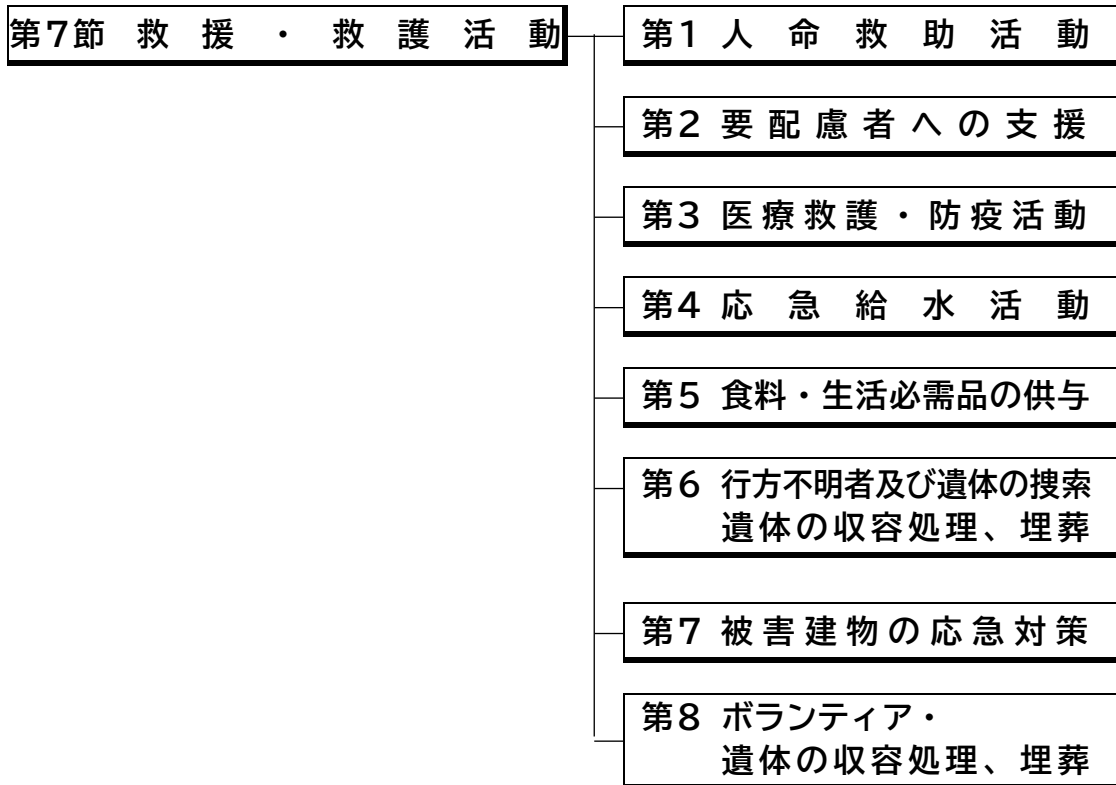 第7節 救援・救護活動
第1 人命救助活動
第2 要配慮者への支援
第3 医療救護・防疫活動
第4 応急給水活動
第5 食料・生活必需品の供与
第6 行方不明者及び遺体の捜索
遺体の収容処理、埋葬
第7 被害建物の応急対策
第8 ボランティア・
遺体の収容処理、埋葬